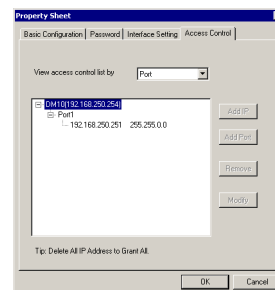 Property Sheet
Basic Configuration | Password | Interface Setting | Access Control
View access control list by Port
DM10(192.168.250.254)
Port1
192.168.250.251 255.255.0.0
Add IP
Add Port
Remove
Modify
Tip: Delete All IP Address to Grant All.
OK Cancel